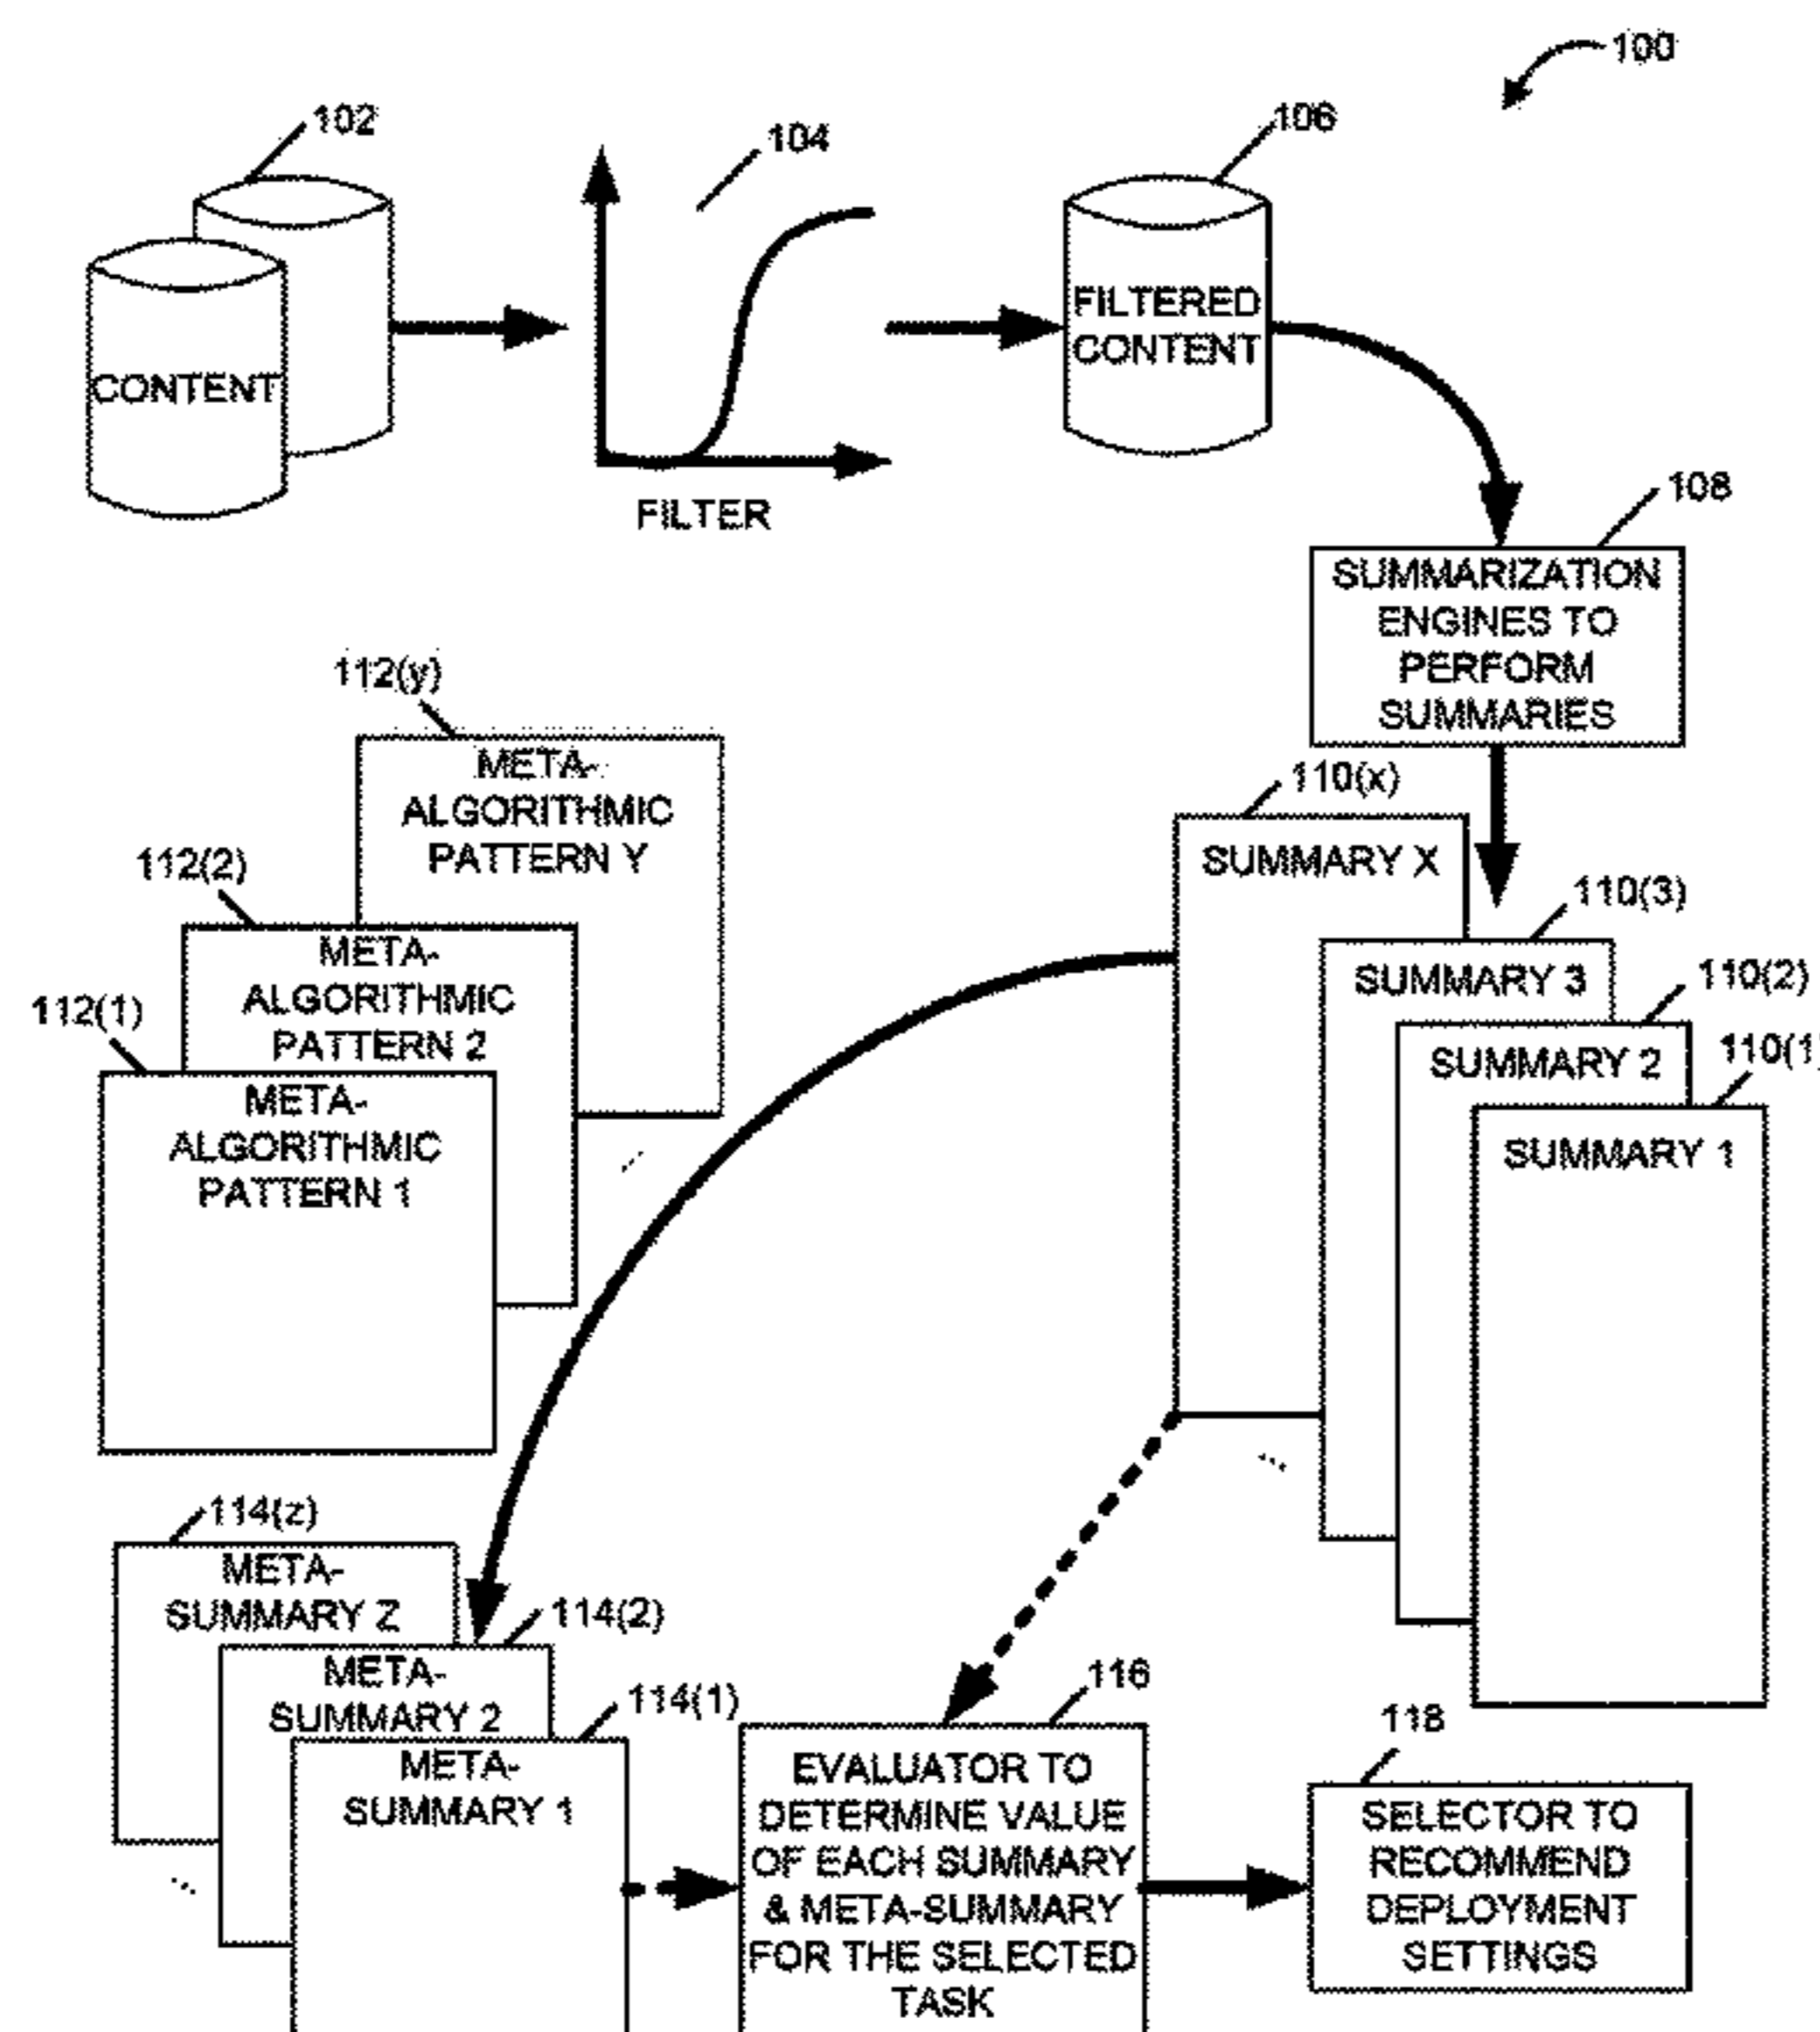 100
102
104
106
CONTENT
FILTERED
CONTENT
FILTER
108
SUMMARIZATION
ENGINES TO
PERFORM
SUMMARIES
112(y)
META-
ALGORITHMIC
PATTERN Y
112(2)
META-
ALGORITHMIC
PATTERN 2
112(1)
META-
ALGORITHMIC
PATTERN 1
110(x)
SUMMARY X
110(3)
SUMMARY 3
110(2)
SUMMARY 2
110(1)
SUMMARY 1
114(z)
META-
SUMMARY Z
114(2)
META-
SUMMARY 2
114(1)
META-
SUMMARY 1
116
EVALUATOR TO
DETERMINE VALUE
OF EACH SUMMARY
& META-SUMMARY
FOR THE SELECTED
TASK
118
SELECTOR TO
RECOMMEND
DEPLOYMENT
SETTINGS